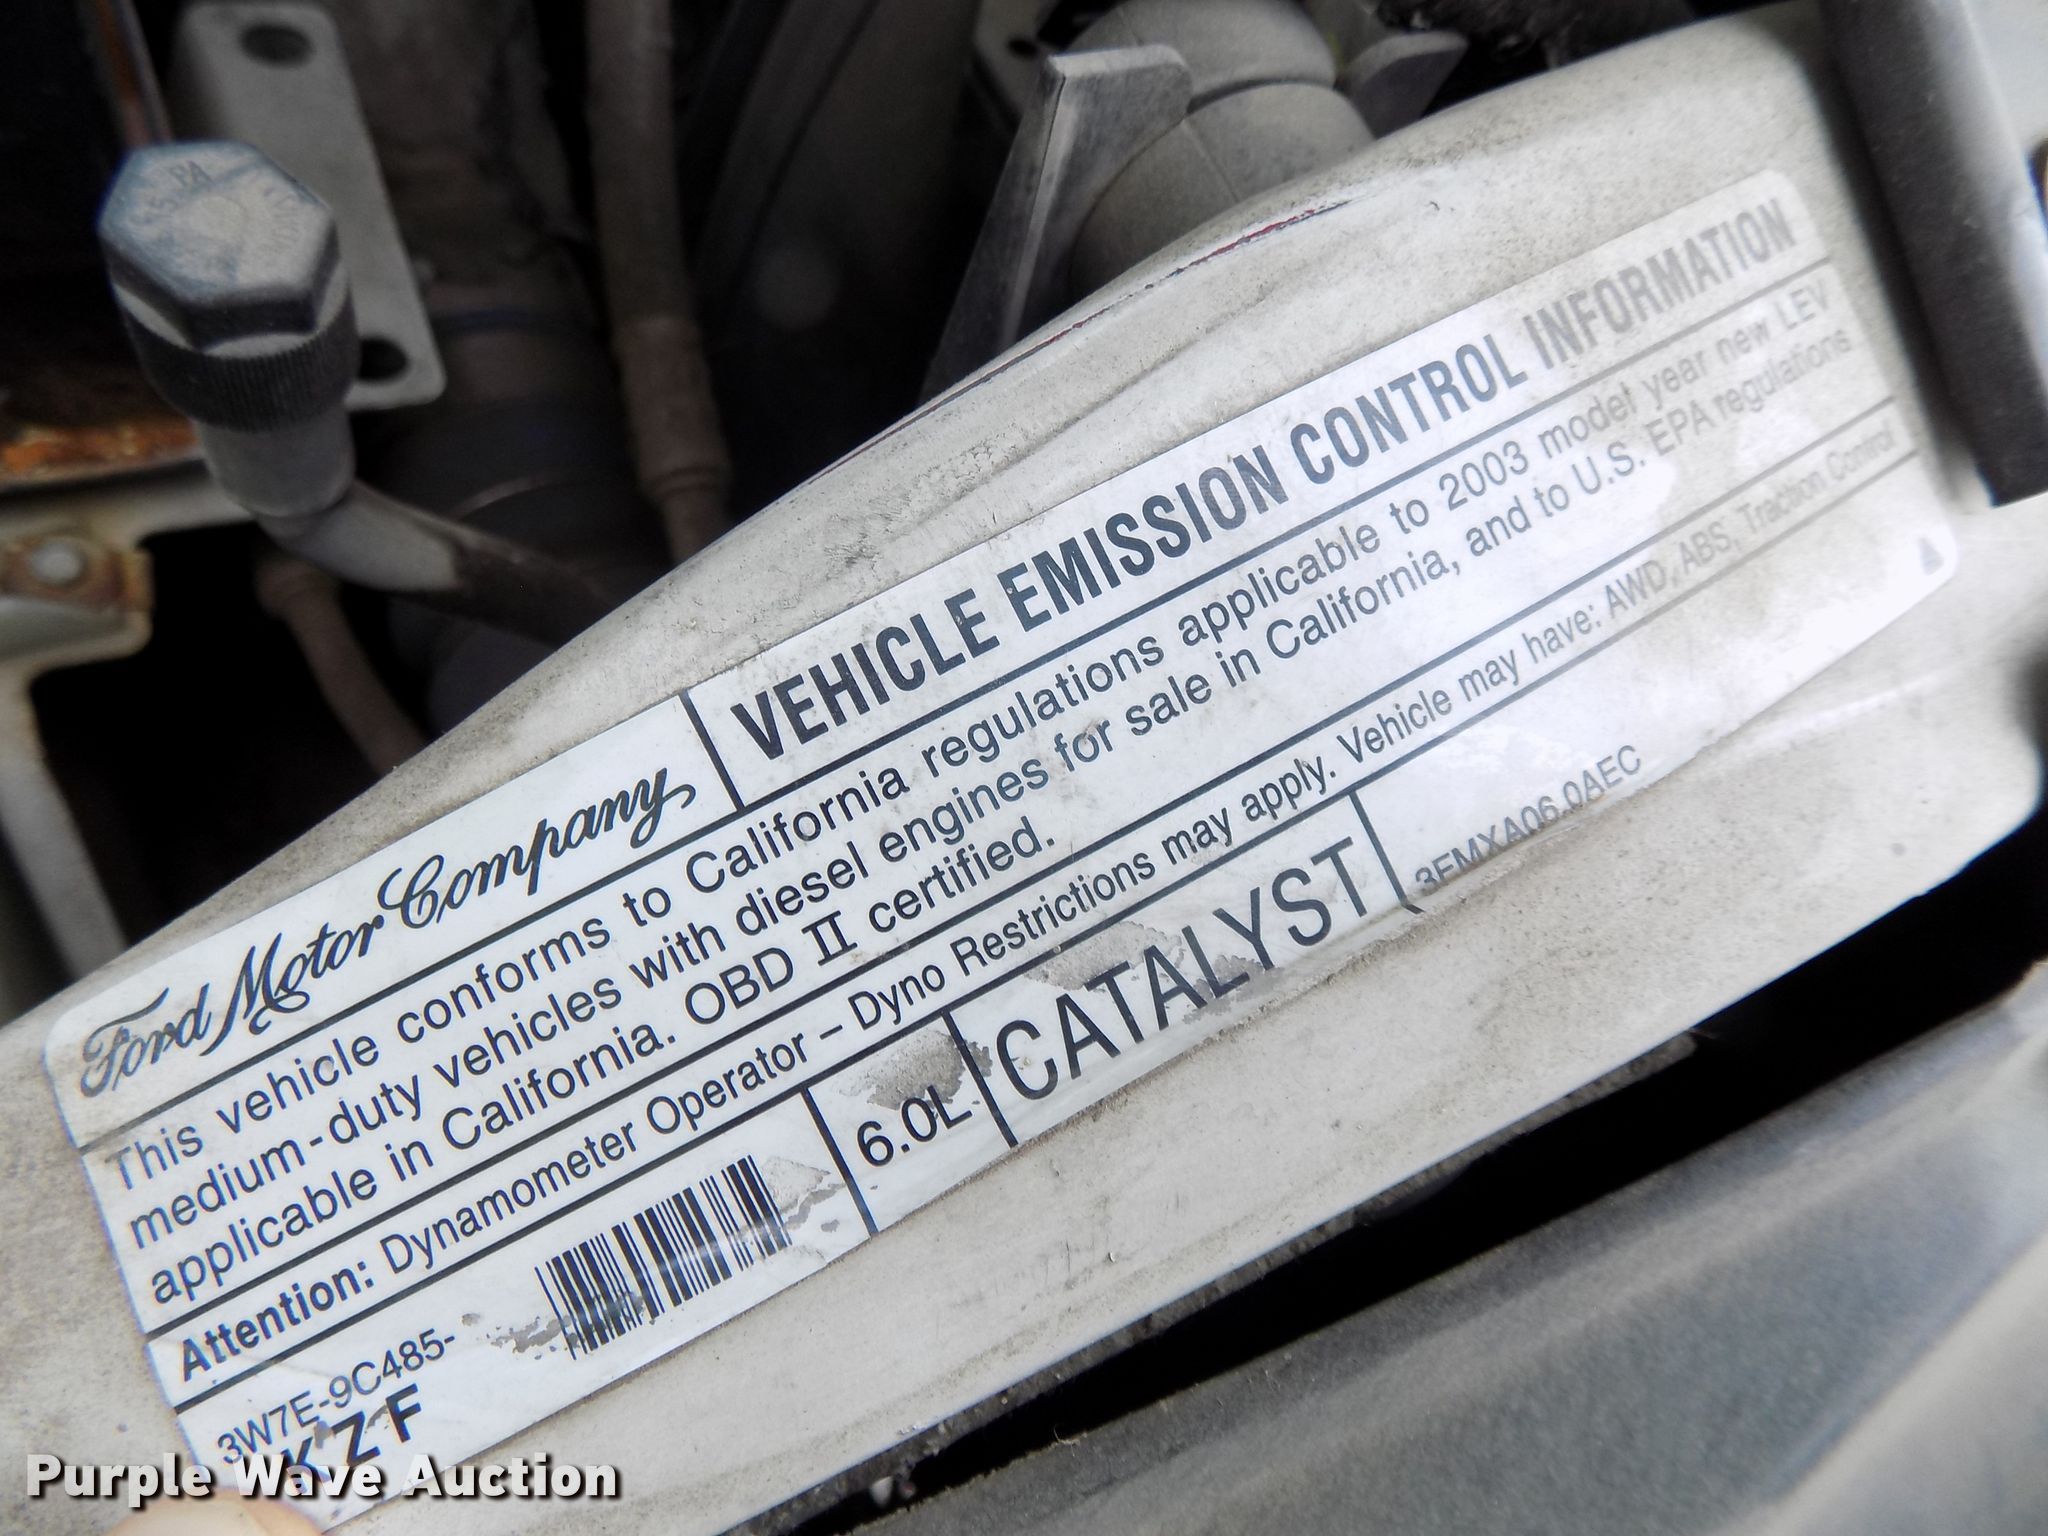 Ford Motor Company
VEHICLE EMISSION CONTROL INFORMATION
This vehicle conforms to California regulations applicable to 2003 model year new LEV
medium-duty vehicles with diesel engines for sale in California, and to U.S. EPA regulations
applicable in California. OBD II certified.
Attention: Dynamometer Operator – Dyno Restrictions may apply. Vehicle may have: AWD, ABS, Traction Control
3W7E-9C485-
KZF
6.0L
CATALYST
3FMXA06.0AEC
Purple Wave Auction